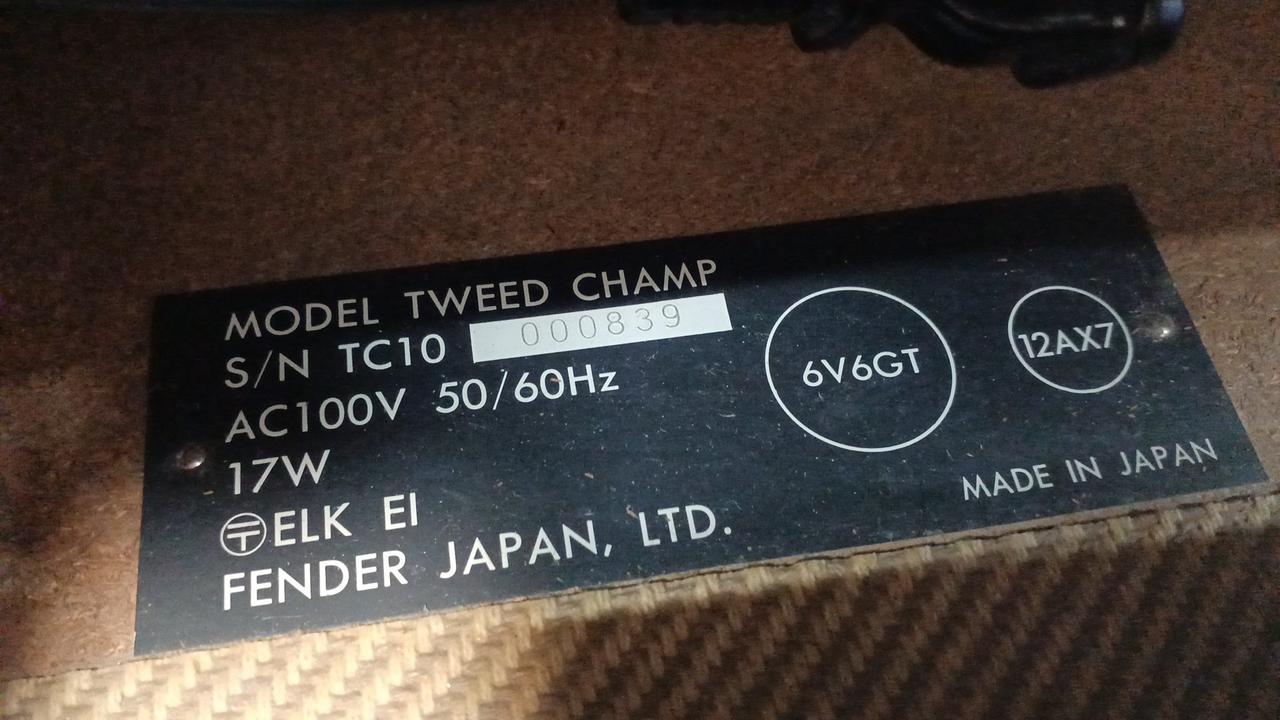 MODEL TWEED CHAMP
S/N TC10 000839
AC100V 50/60Hz
17W
〒ELK EI
FENDER JAPAN, LTD.
6V6GT
12AX7
MADE IN JAPAN